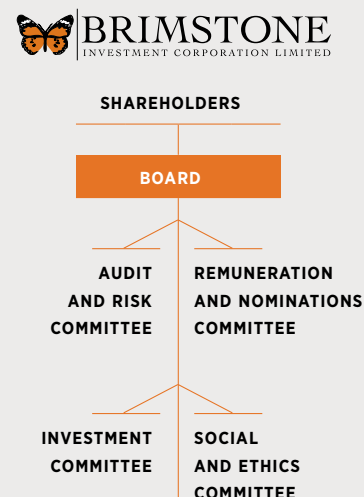 BRIMSTONE
INVESTMENT CORPORATION LIMITED
SHAREHOLDERS
BOARD
AUDIT
AND RISK
COMMITTEE
REMUNERATION
AND NOMINATIONS
COMMITTEE
INVESTMENT
COMMITTEE
SOCIAL
AND ETHICS
COMMITTEE